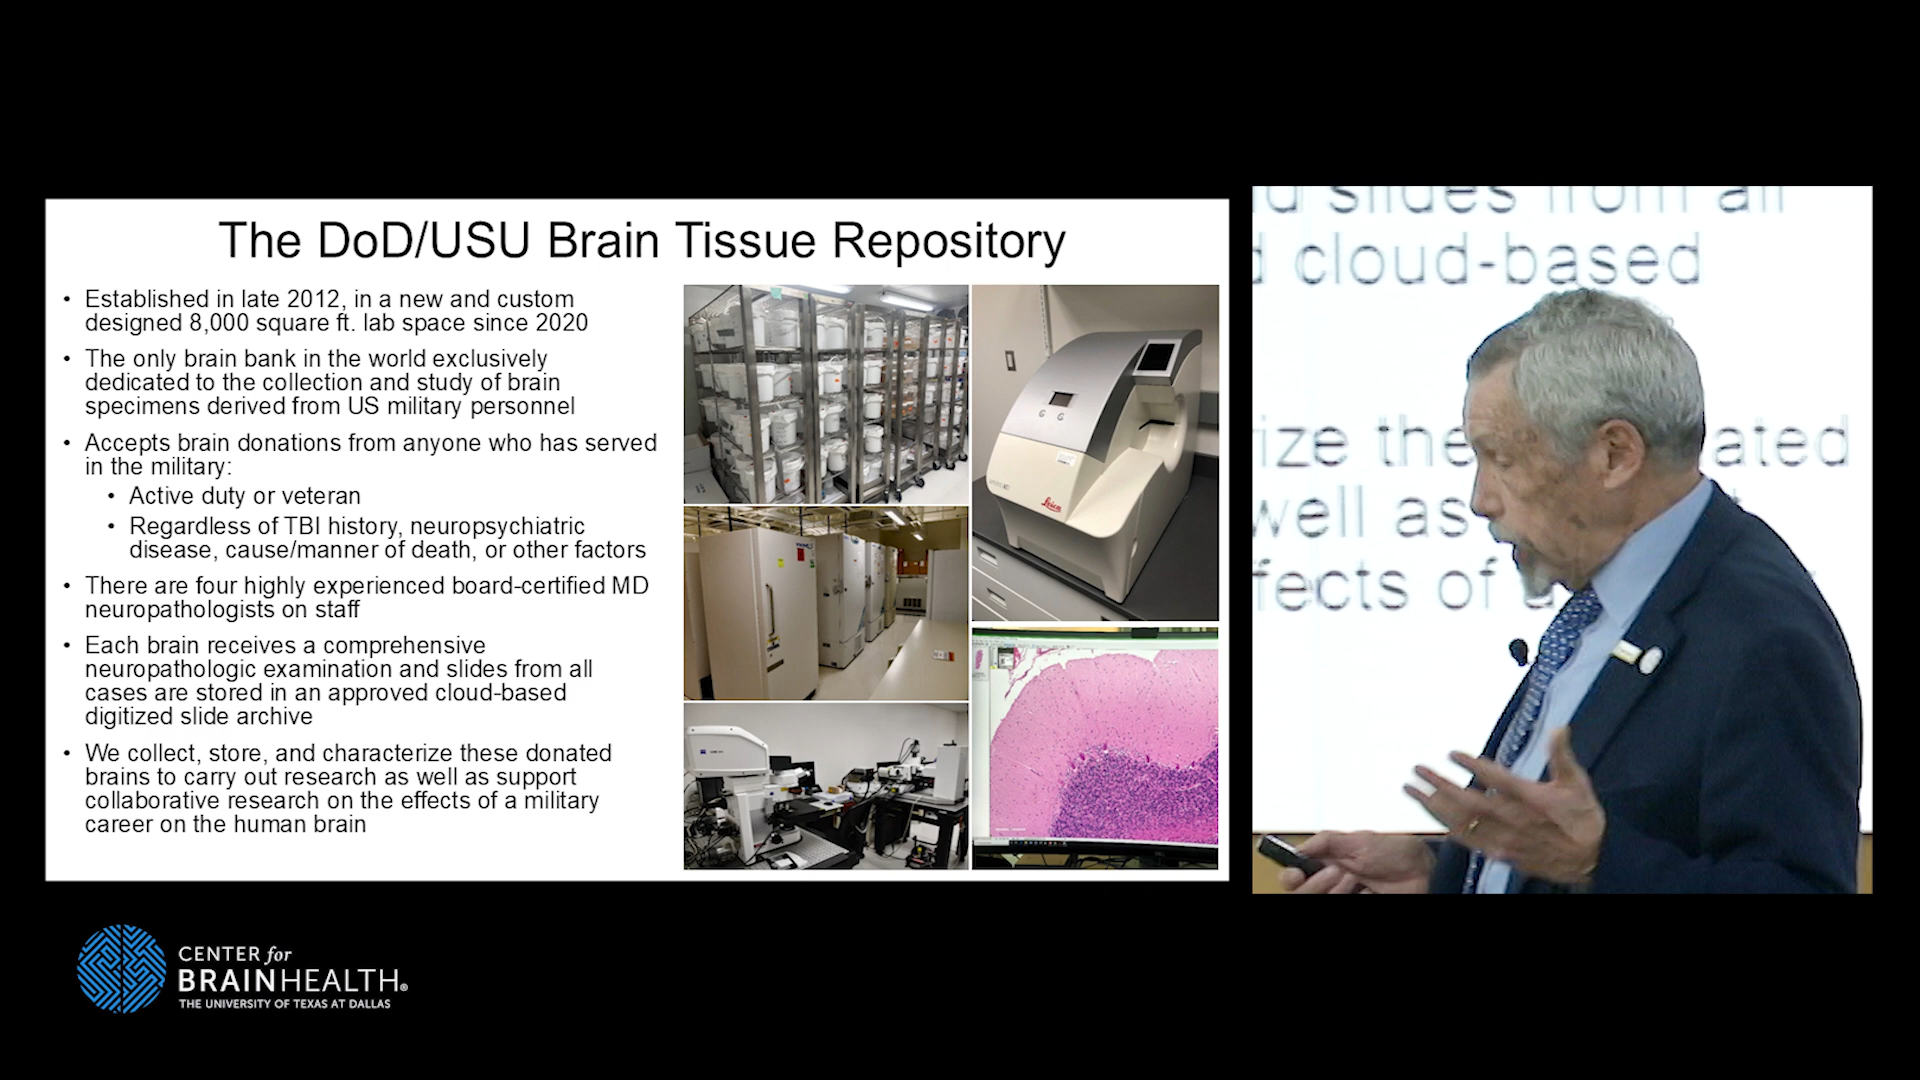 The DoD/USU Brain Tissue Repository
• Established in late 2012, in a new and custom
designed 8,000 square ft. lab space since 2020
• The only brain bank in the world exclusively
dedicated to the collection and study of brain
specimens derived from US military personnel
• Accepts brain donations from anyone who has served
in the military:
• Active duty or veteran
• Regardless of TBI history, neuropsychiatric
disease, cause/manner of death, or other factors
• There are four highly experienced board-certified MD
neuropathologists on staff
• Each brain receives a comprehensive
neuropathologic examination and slides from all
cases are stored in an approved cloud-based
digitized slide archive
• We collect, store, and characterize these donated
brains to carry out research as well as support
collaborative research on the effects of a military
career on the human brain
Leica
slides from all
cloud-based
ize the ated
well as
fects of
CENTER for
BRAINHEALTH®
THE UNIVERSITY OF TEXAS AT DALLAS